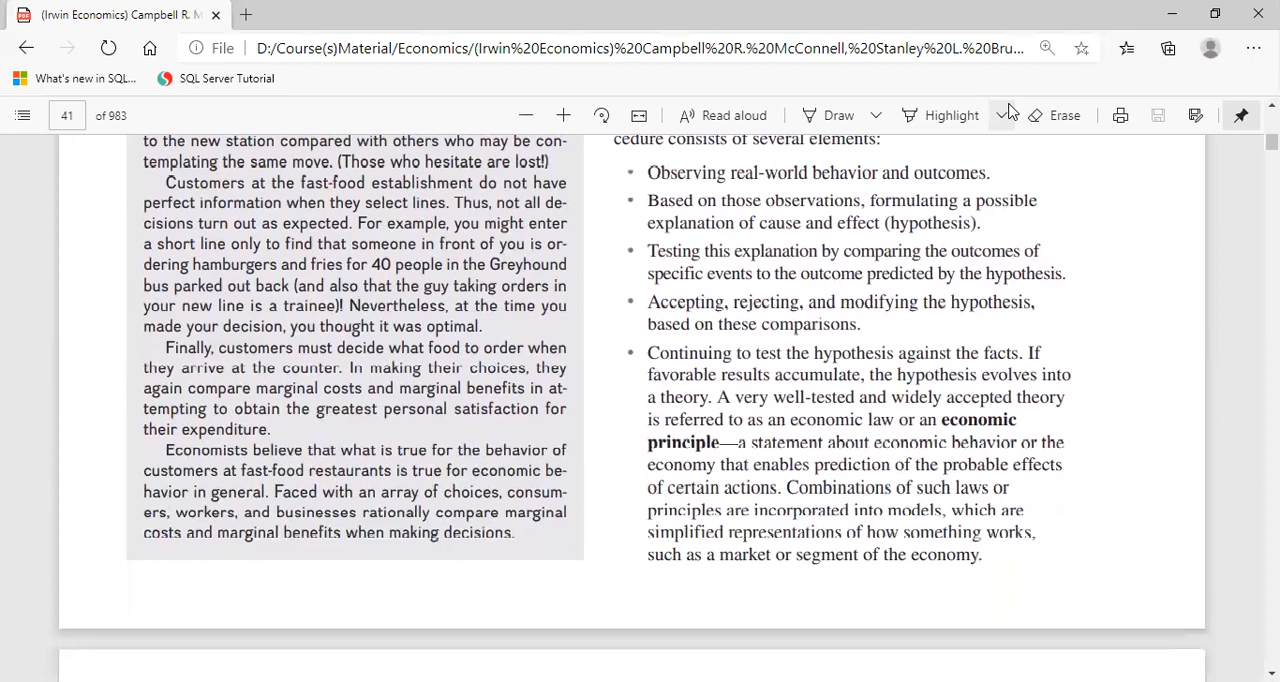 (Irwin Economics) Campbell R. M
File
D:/Course(s)Material/Economics/(Irwin%20Economics)%20Campbell%20R.%20McConnell,%20Stanley%20L.%20Bru...
What's new in SQL...
SQL Server Tutorial
41 of 983
Read aloud
Draw
Highlight
Erase
to the new station compared with others who may be con-
templating the same move. (Those who hesitate are lost!)
Customers at the fast-food establishment do not have
perfect information when they select lines. Thus, not all de-
cisions turn out as expected. For example, you might enter
a short line only to find that someone in front of you is or-
dering hamburgers and fries for 40 people in the Greyhound
bus parked out back (and also that the guy taking orders in
your new line is a trainee)! Nevertheless, at the time you
made your decision, you thought it was optimal.
Finally, customers must decide what food to order when
they arrive at the counter. In making their choices, they
again compare marginal costs and marginal benefits in at-
tempting to obtain the greatest personal satisfaction for
their expenditure.
Economists believe that what is true for the behavior of
customers at fast-food restaurants is true for economic be-
havior in general. Faced with an array of choices, consum-
ers, workers, and businesses rationally compare marginal
costs and marginal benefits when making decisions.
cedure consists of several elements:
• Observing real-world behavior and outcomes.
• Based on those observations, formulating a possible
explanation of cause and effect (hypothesis).
• Testing this explanation by comparing the outcomes of
specific events to the outcome predicted by the hypothesis.
• Accepting, rejecting, and modifying the hypothesis,
based on these comparisons.
• Continuing to test the hypothesis against the facts. If
favorable results accumulate, the hypothesis evolves into
a theory. A very well-tested and widely accepted theory
is referred to as an economic law or an economic
principle—a statement about economic behavior or the
economy that enables prediction of the probable effects
of certain actions. Combinations of such laws or
principles are incorporated into models, which are
simplified representations of how something works,
such as a market or segment of the economy.